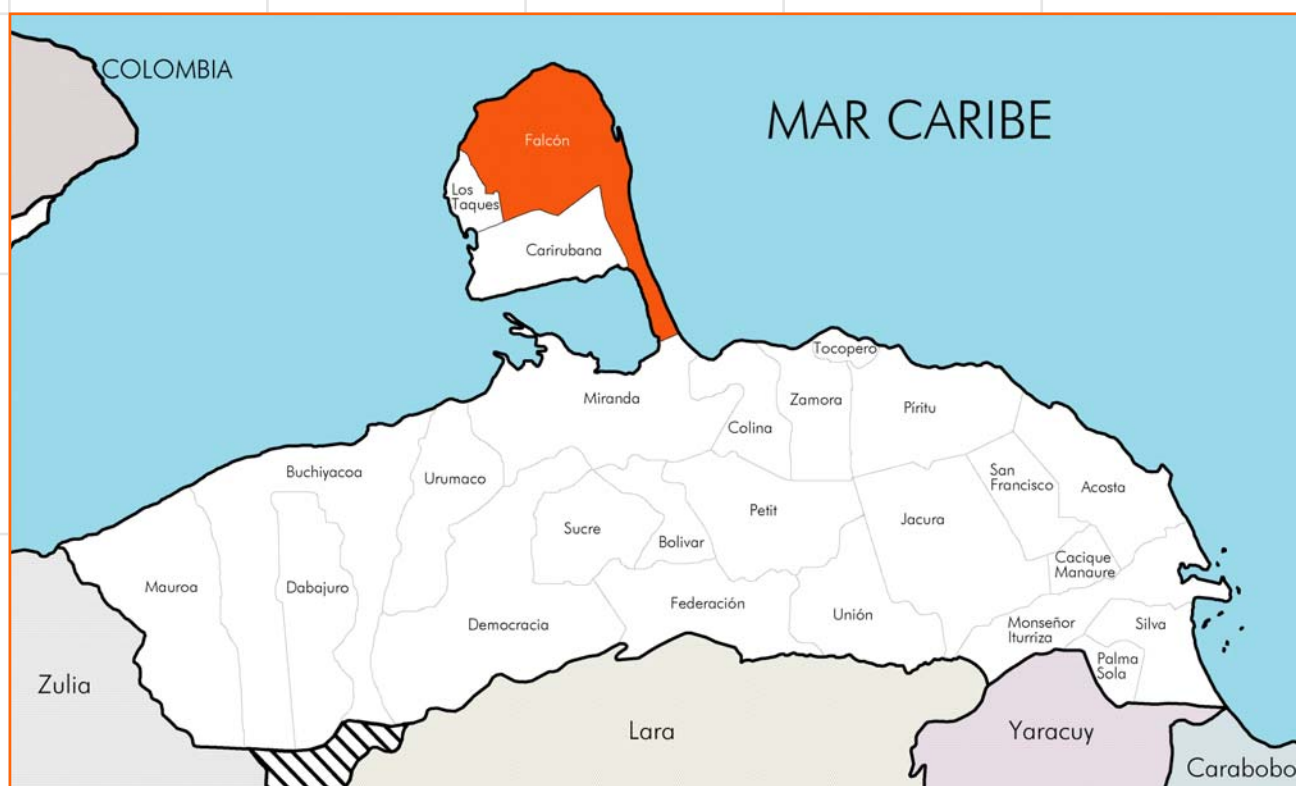 COLOMBIA
MAR CARIBE
Falcón
Los
Taques
Carirubana
Tocopero
Miranda
Zamora
Píritu
Colina
Buchiyacoa
Urumaco
San
Francisco
Acosta
Petit
Jacura
Sucre
Bolivar
Cacique
Manaure
Mauroa
Dabajuro
Federación
Unión
Democracia
Monseñor
Iturriza
Silva
Palma
Sola
Zulia
Lara
Yaracuy
Carabobo